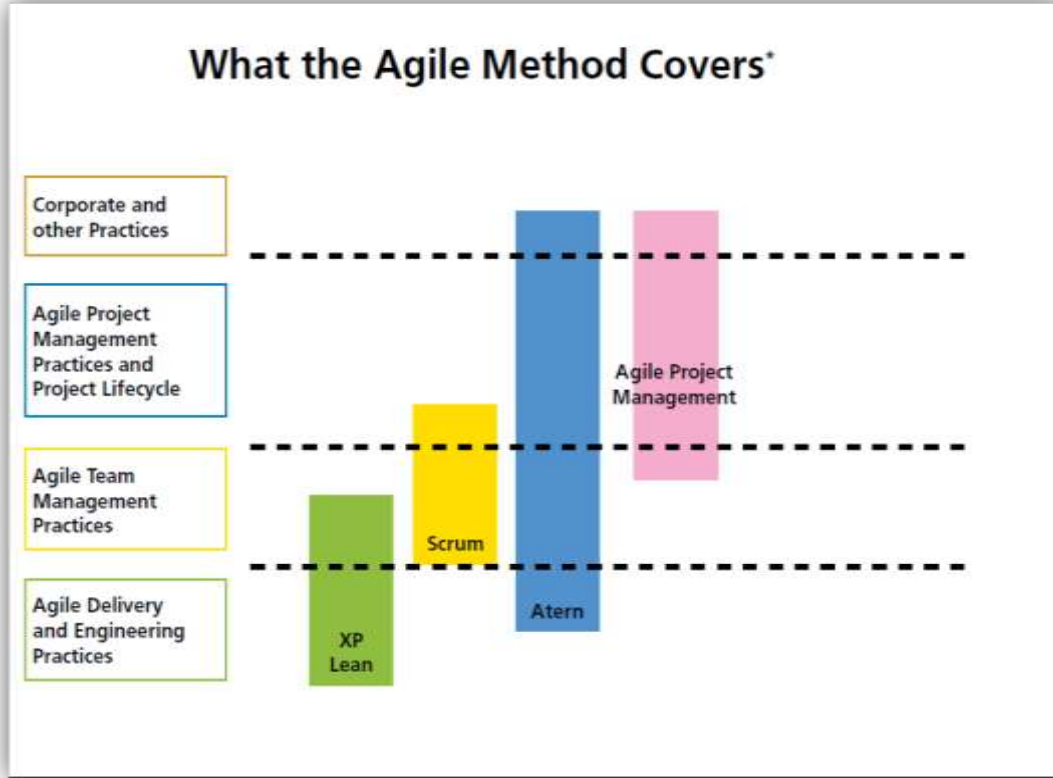 What the Agile Method Covers*
Corporate and
other Practices
Agile Project
Management
Practices and
Project Lifecycle
Agile Project
Management
Agile Team
Management
Practices
Scrum
Agile Delivery
and Engineering
Practices
Atern
XP
Lean